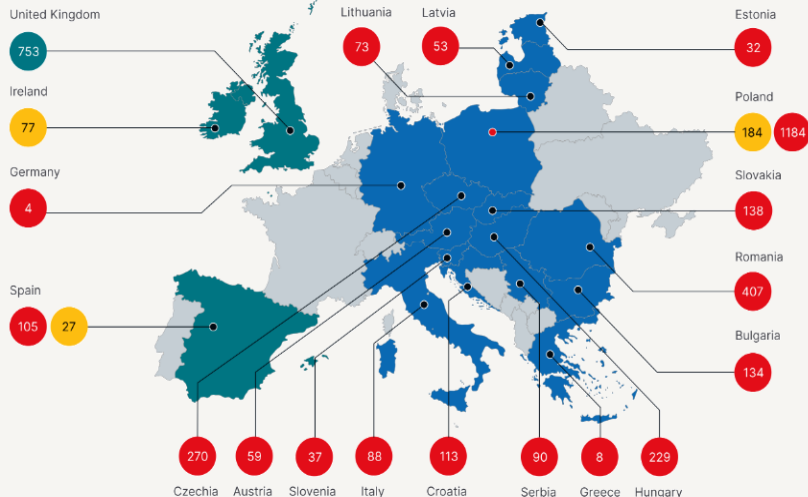 United Kingdom
753
Ireland
77
Germany
4
Spain
105 27
Lithuania
73
Latvia
53
Estonia
32
Poland
184 1184
Slovakia
138
Romania
407
Bulgaria
134
270 59 37 88 113 90 8 229
Czechia Austria Slovenia Italy Croatia Serbia Greece Hungary